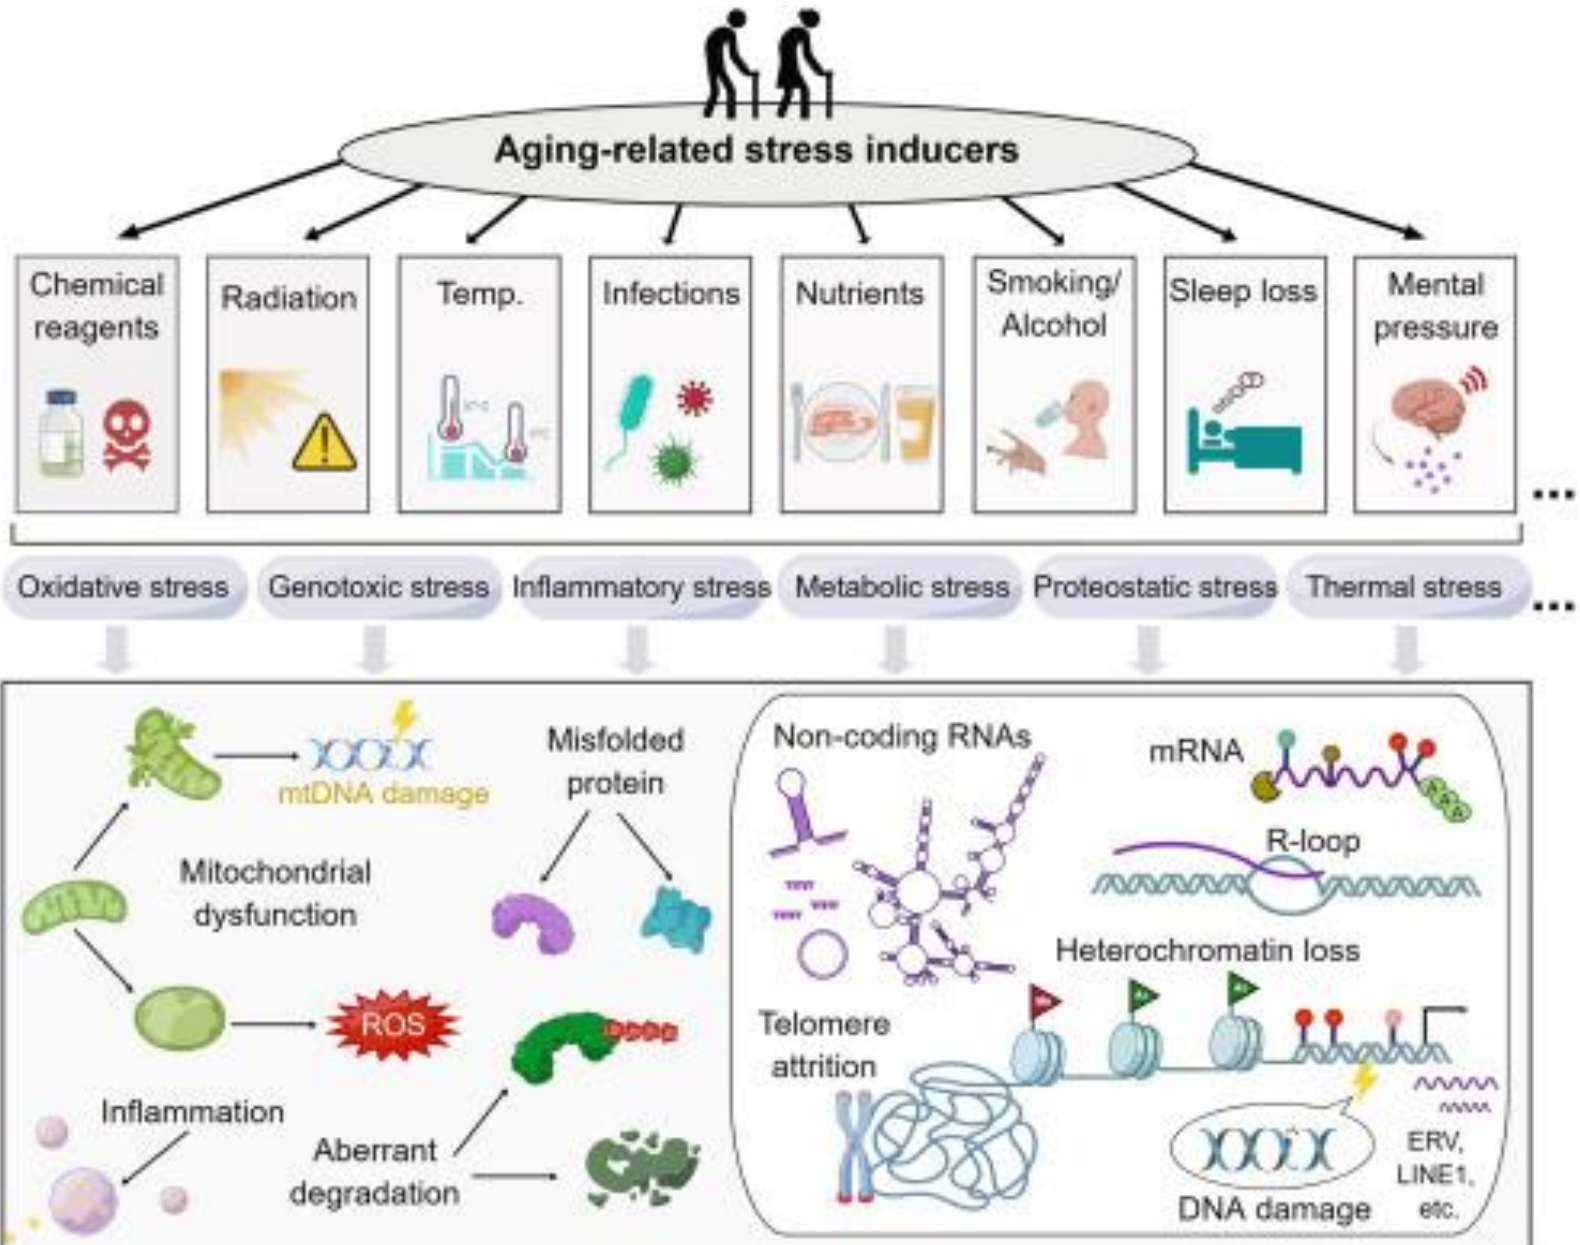 Aging-related stress inducers
Chemical
reagents
Radiation
Temp.
Infections
Nutrients
Smoking/
Alcohol
Sleep loss
Mental
pressure
...
Oxidative stress
Genotoxic stress
Inflammatory stress
Metabolic stress
Proteostatic stress
Thermal stress
...
mtDNA damage
Mitochondrial
dysfunction
ROS
Inflammation
Misfolded
protein
Aberrant
degradation
Non-coding RNAs
mRNA
AAA
R-loop
Heterochromatin loss
Telomere
attrition
DNA damage
ERV,
LINE1,
etc.